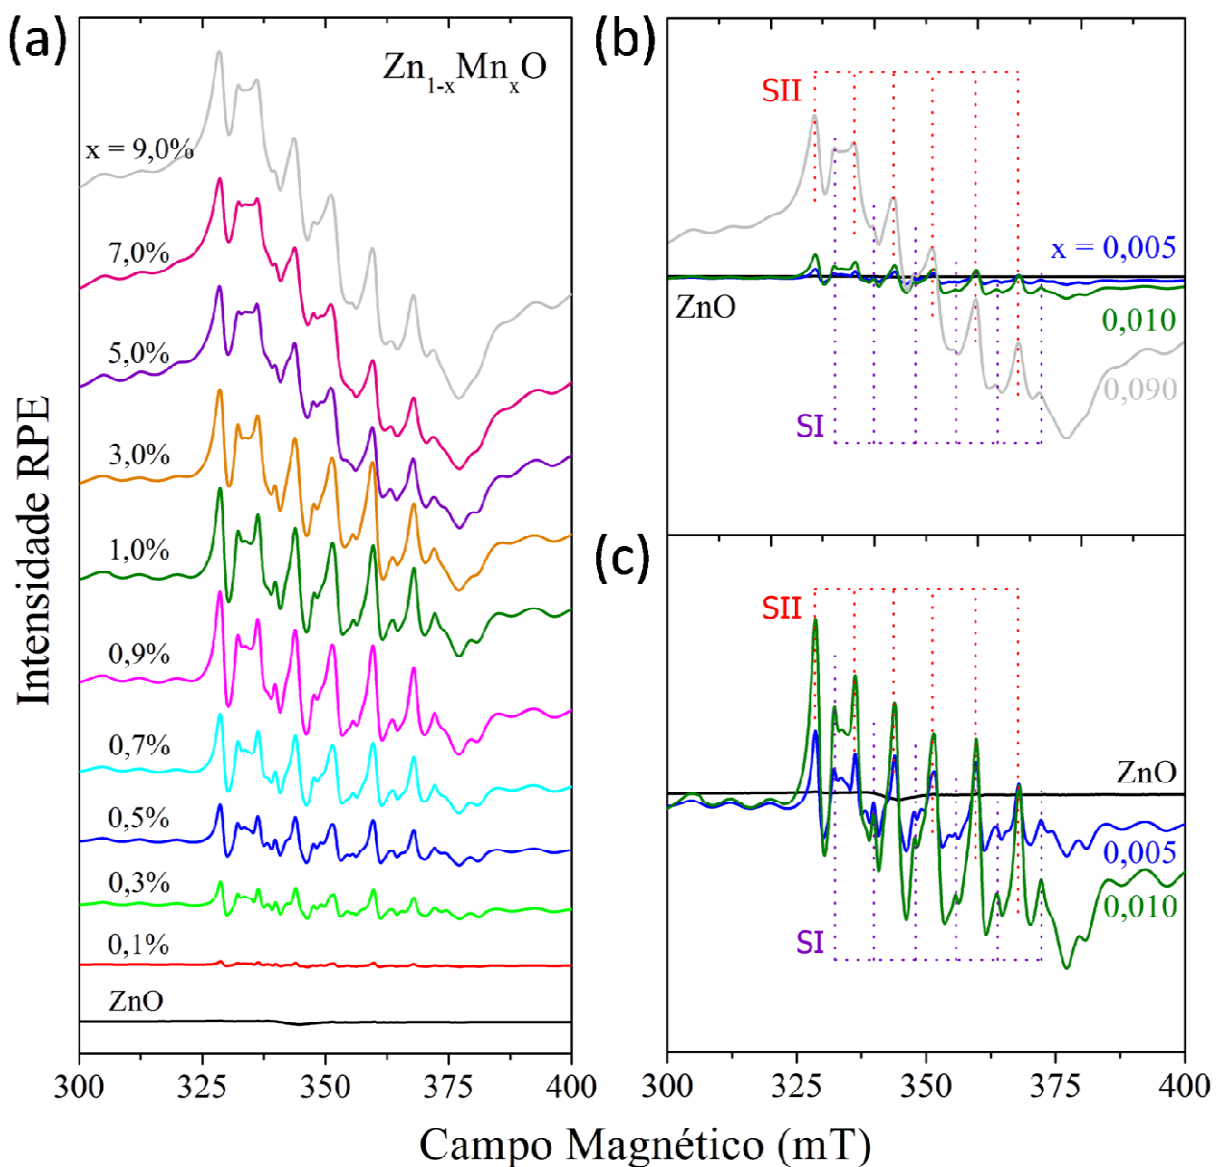 (a)
Zn1-xMnxO
x = 9,0%
7,0%
5,0%
3,0%
1,0%
0,9%
0,7%
0,5%
0,3%
0,1%
ZnO
300 325 350 375 400
Intensidade RPE
(b)
SII
x = 0,005
ZnO
0,010
0,090
SI
(c)
SII
ZnO
0,005
0,010
SI
300 325 350 375 400
Campo Magnético (mT)